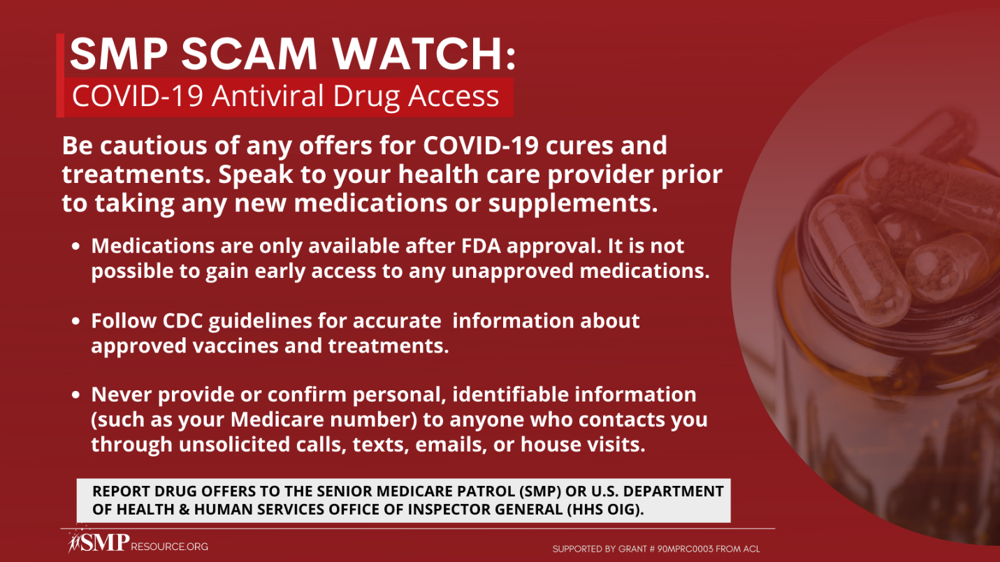 SMP SCAM WATCH:
COVID-19 Antiviral Drug Access
Be cautious of any offers for COVID-19 cures and
treatments. Speak to your health care provider prior
to taking any new medications or supplements.
• Medications are only available after FDA approval. It is not
possible to gain early access to any unapproved medications.
• Follow CDC guidelines for accurate  information about
approved vaccines and treatments.
• Never provide or confirm personal, identifiable information
(such as your Medicare number) to anyone who contacts you
through unsolicited calls, texts, emails, or house visits.
REPORT DRUG OFFERS TO THE SENIOR MEDICARE PATROL (SMP) OR U.S. DEPARTMENT
OF HEALTH & HUMAN SERVICES OFFICE OF INSPECTOR GENERAL (HHS OIG).
SMP RESOURCE.ORG
SUPPORTED BY GRANT # 90MPRC0003 FROM ACL